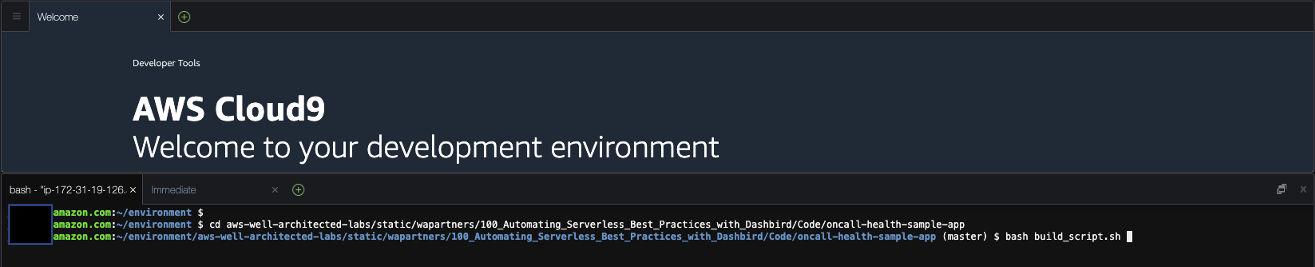 Welcome
Developer Tools
AWS Cloud9
Welcome to your development environment
bash - "ip-172-31-19-126.
Immediate
amazon.com:~/environment $
amazon.com:~/environment $ cd aws-well-architected-labs/static/wapartners/100_Automating_Serverless_Best_Practices_with_Dashbird/Code/oncall-health-sample-app
amazon.com:~/environment/aws-well-architected-labs/static/wapartners/100_Automating_Serverless_Best_Practices_with_Dashbird/Code/oncall-health-sample-app (master) $ bash build_script.sh